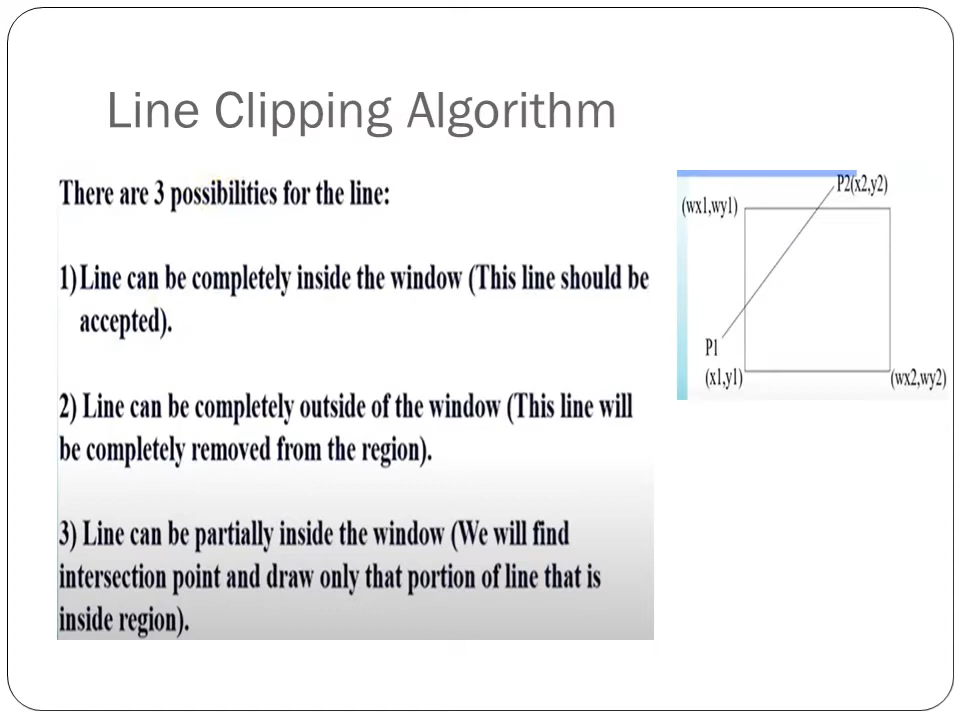 Line Clipping Algorithm
There are 3 possibilities for the line:
1)Line can be completely inside the window (This line should be
accepted).
2) Line can be completely outside of the window (This line will
be completely removed from the region).
3) Line can be partially inside the window (We will find
intersection point and draw only that portion of line that is
inside region).
P2(x2,y2)
(wx1,wy1)
P1
(x1,y1)
(wx2,wy2)